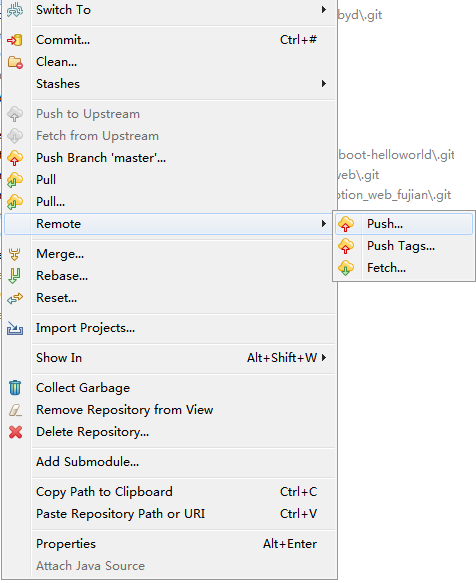 Switch To
byd\.git
Commit... Ctrl+#
Clean...
Stashes
Push to Upstream
Fetch from Upstream
Push Branch 'master'... boot-helloworld\.git
Pull web\.git
Pull... otion_web_fujian\.git
Remote
Push...
Push Tags...
Fetch...
Merge...
Rebase...
Reset...
Import Projects...
Show In Alt+Shift+W
Collect Garbage
Remove Repository from View
Delete Repository...
Add Submodule...
Copy Path to Clipboard Ctrl+C
Paste Repository Path or URI Ctrl+V
Properties Alt+Enter
Attach Java Source